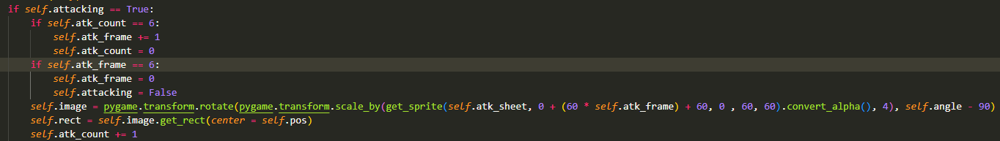 if self.attacking == True:
if self.atk_count == 6:
self.atk_frame += 1
self.atk_count = 0
if self.atk_frame == 6:
self.atk_frame = 0
self.attacking = False
self.image = pygame.transform.rotate(pygame.transform.scale_by(get_sprite(self.atk_sheet, 0 + (60 * self.atk_frame) + 60, 0 , 60, 60).convert_alpha(), 4), self.angle - 90)
self.rect = self.image.get_rect(center = self.pos)
self.atk_count += 1